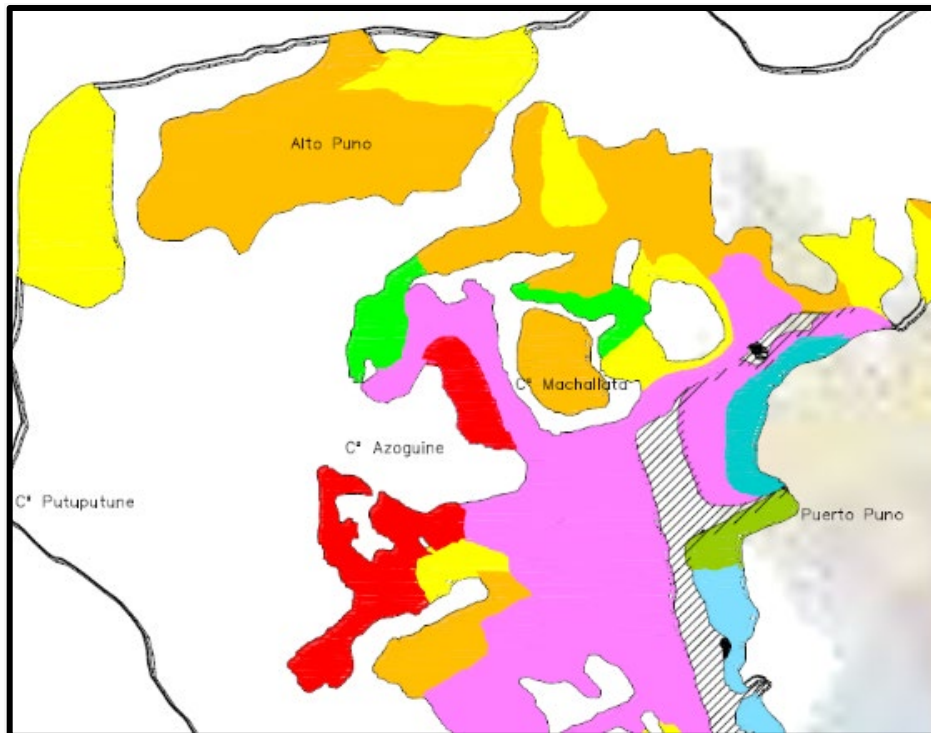 Alto Puno
Cº Machallata
Cº Azoguine
Cº Putuputune
Puerto Puno